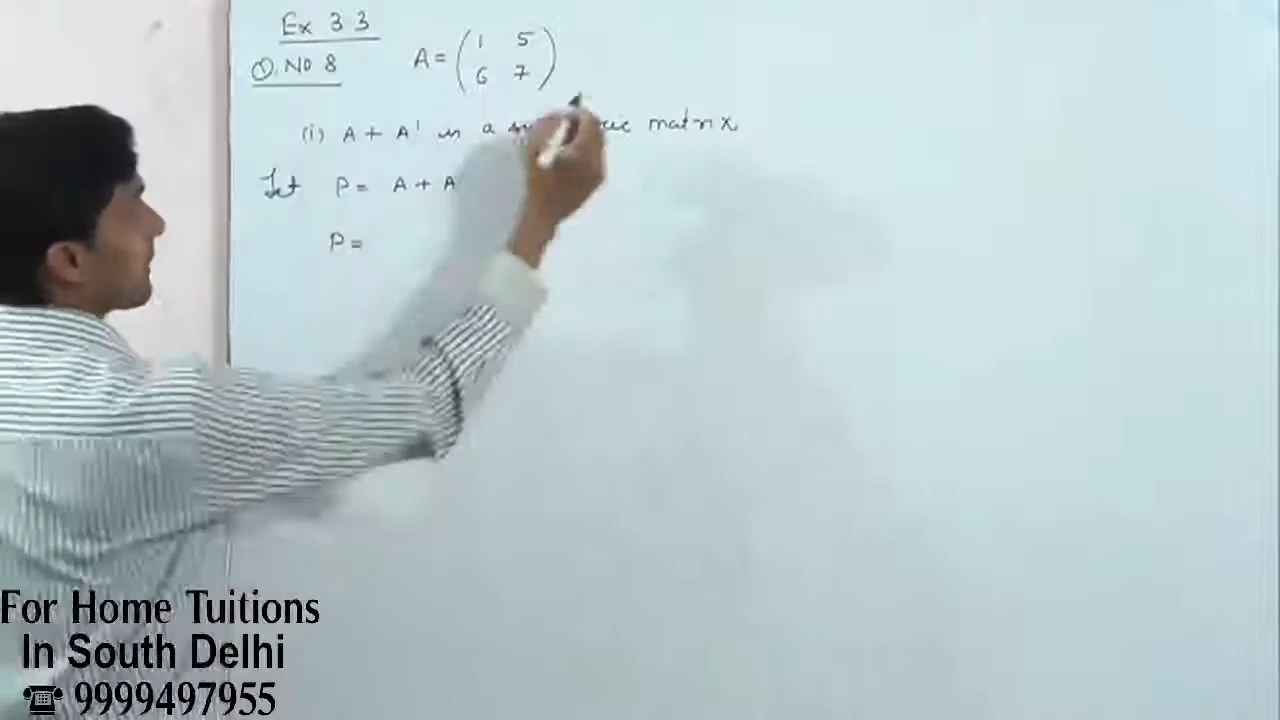 Ex 3 3
Q. No 8 A = ( 1 5
6 7 )
(i) A + A' is a matrix
Let P = A + A
P =
For Home Tuitions
In South Delhi
☎ 9999497955